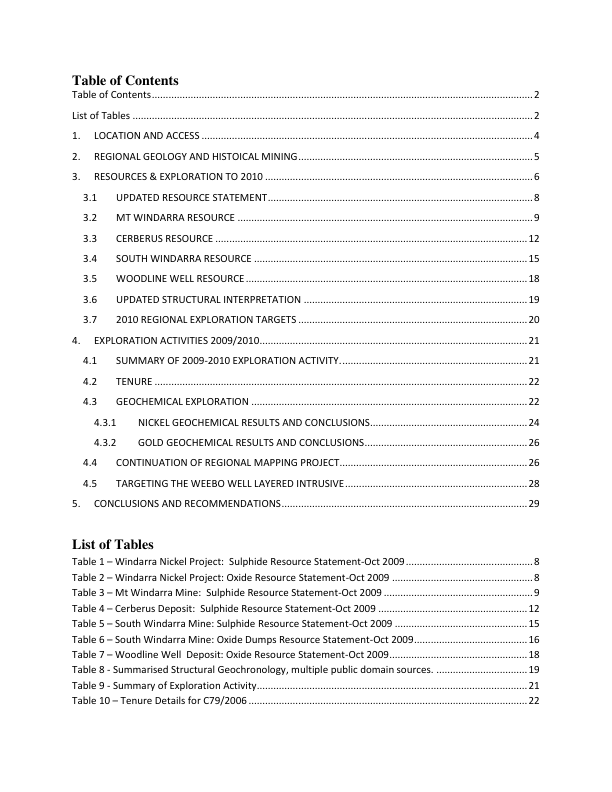 Table of Contents
Table of Contents................................................................................................................................ 2
List of Tables ...................................................................................................................................... 2
1. LOCATION AND ACCESS ................................................................................................................ 4
2. REGIONAL GEOLOGY AND HISTOICAL MINING............................................................................ 5
3. RESOURCES & EXPLORATION TO 2010 ........................................................................................ 6
3.1 UPDATED RESOURCE STATEMENT.......................................................................................... 8
3.2 MT WINDARRA RESOURCE ..................................................................................................... 9
3.3 CERBERUS RESOURCE ........................................................................................................... 12
3.4 SOUTH WINDARRA RESOURCE ............................................................................................. 15
3.5 WOODLINE WELL RESOURCE................................................................................................ 18
3.6 UPDATED STRUCTURAL INTERPRETATION ........................................................................... 19
3.7 2010 REGIONAL EXPLORATION TARGETS ............................................................................. 20
4. EXPLORATION ACTIVITIES 2009/2010........................................................................................ 21
4.1 SUMMARY OF 2009-2010 EXPLORATION ACTIVITY............................................................... 21
4.2 TENURE ................................................................................................................................. 22
4.3 GEOCHEMICAL EXPLORATION .............................................................................................. 22
4.3.1 NICKEL GEOCHEMICAL RESULTS AND CONCLUSIONS...................................................... 24
4.3.2 GOLD GEOCHEMICAL RESULTS AND CONCLUSIONS........................................................ 26
4.4 CONTINUATION OF REGIONAL MAPPING PROJECT.............................................................. 26
4.5 TARGETING THE WEEBO WELL LAYERED INTRUSIVE............................................................. 28
5. CONCLUSIONS AND RECOMMENDATIONS................................................................................. 29
List of Tables
Table 1 – Windarra Nickel Project:  Sulphide Resource Statement-Oct 2009....................................... 8
Table 2 – Windarra Nickel Project: Oxide Resource Statement-Oct 2009 ............................................ 8
Table 3 – Mt Windarra Mine:  Sulphide Resource Statement-Oct 2009 .............................................. 9
Table 4 – Cerberus Deposit:  Sulphide Resource Statement-Oct 2009 .............................................. 12
Table 5 – South Windarra Mine: Sulphide Resource Statement-Oct 2009......................................... 15
Table 6 – South Windarra Mine: Oxide Dumps Resource Statement-Oct 2009.................................. 16
Table 7 – Woodline Well  Deposit: Oxide Resource Statement-Oct 2009.......................................... 18
Table 8 - Summarised Structural Geochronology, multiple public domain sources. .......................... 19
Table 9 - Summary of Exploration Activity....................................................................................... 21
Table 10 – Tenure Details for C79/2006 .......................................................................................... 22